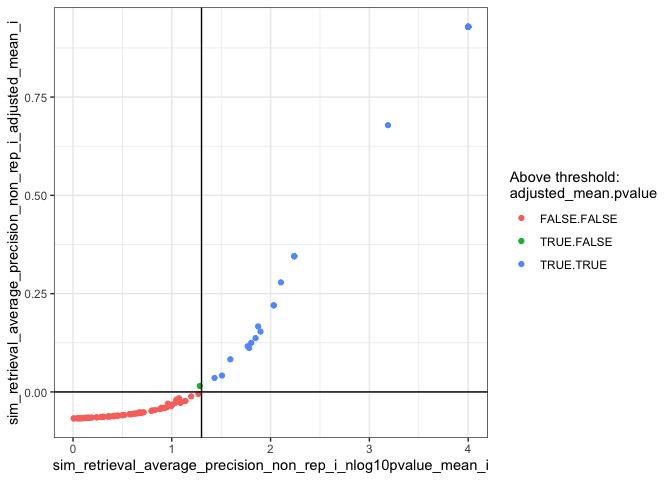 sim_retrieval_average_precision_non_rep_i_adjusted_mean_i
0.75
0.50
0.25
0.00
0
1
2
3
4
sim_retrieval_average_precision_non_rep_i_nlog10pvalue_mean_i
Above threshold:
adjusted_mean.pvalue
FALSE.FALSE
TRUE.FALSE
TRUE.TRUE